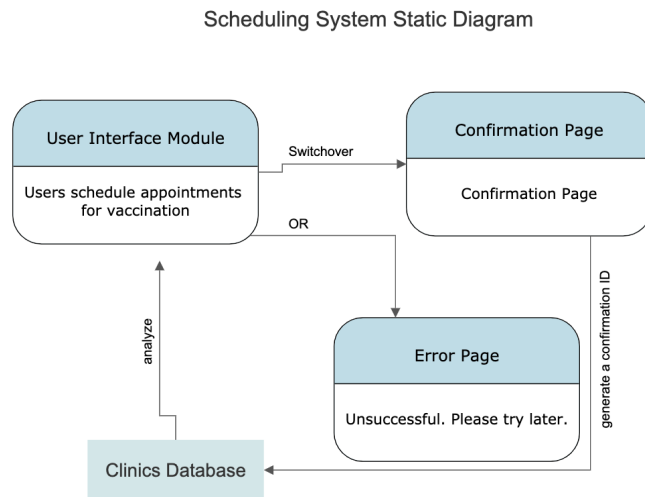 Scheduling System Static Diagram
User Interface Module
Users schedule appointments
for vaccination
Switchover
Confirmation Page
Confirmation Page
OR
Error Page
Unsuccessful. Please try later.
generate a confirmation ID
analyze
Clinics Database